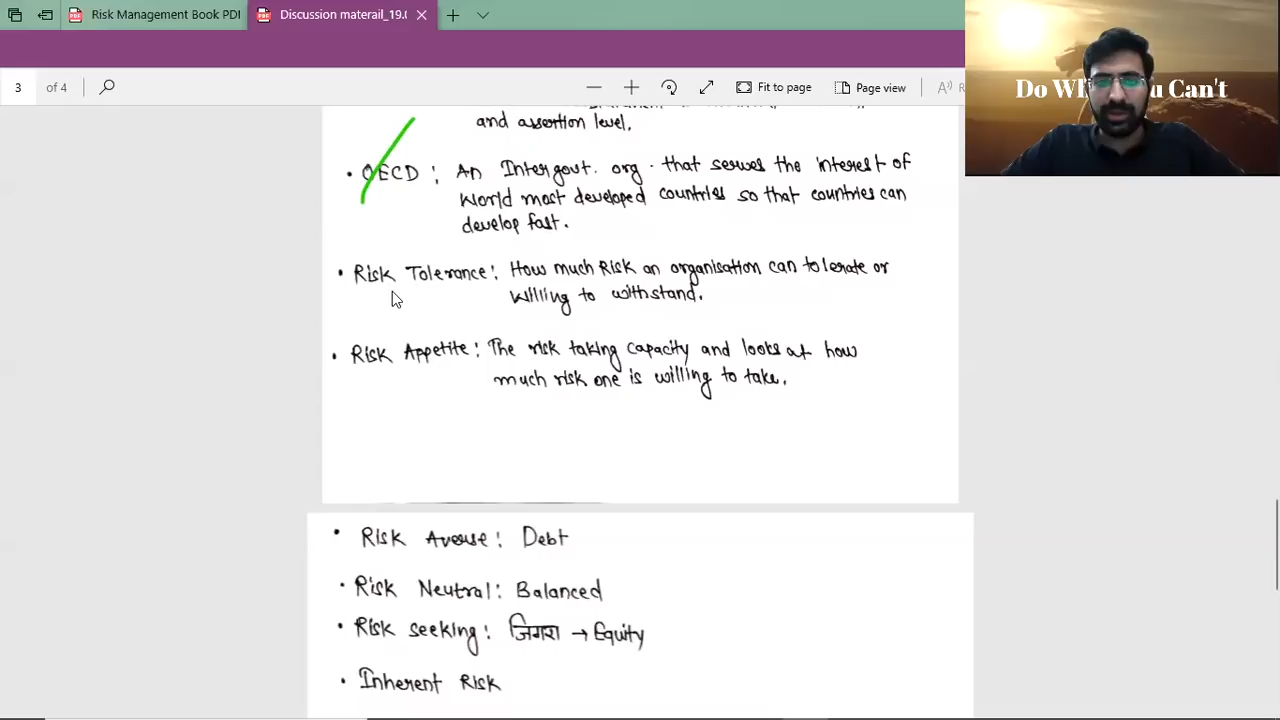 Risk Management Book PDI
Discussion materail_19.0
3 of 4
Fit to page
Page view
Do Wh u Can't
and assertion level.
• OECD : An Intergovt. org. that serves the interest of
World most developed countries so that countries can
develop fast.
• Risk Tolerance: How much Risk an organisation can tolerate or
willing to withstand.
• Risk Appetite: The risk taking capacity and looks at how
much risk one is willing to take.
• Risk Averse: Debt
• Risk Neutral: Balanced
• Risk seeking: जिगरा → Equity
• Inherent Risk